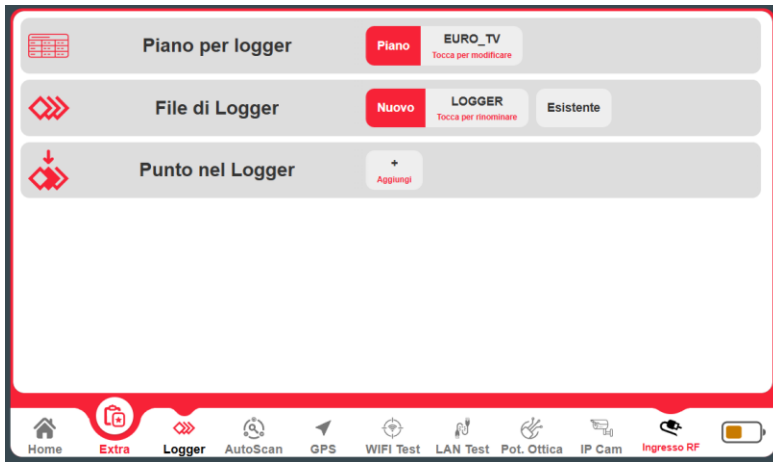 Piano per logger
Piano
EURO_TV
Tocca per modificare
File di Logger
Nuovo
LOGGER
Tocca per rinominare
Esistente
Punto nel Logger
+
Aggiungi
Home
Extra
Logger
AutoScan
GPS
WIFI Test
LAN Test
Pot. Ottica
IP Cam
Ingresso RF